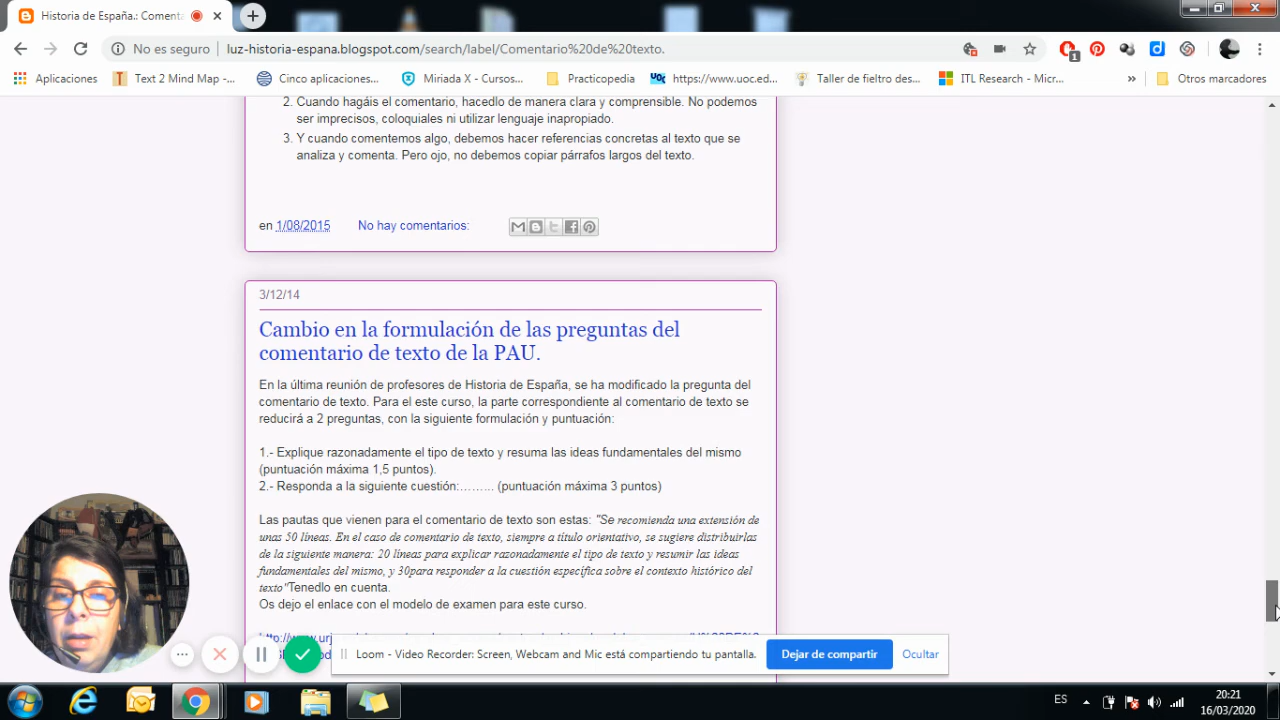 Historia de España.: Comenta
No es seguro
luz-historia-espana.blogspot.com/search/label/Comentario%20de%20texto.
1
Aplicaciones
Text 2 Mind Map -...
Cinco aplicaciones...
Miriada X - Cursos...
Practicopedia
UOC
https://www.uoc.ed...
Taller de fieltro des...
ITL Research - Micr...
»
Otros marcadores
2. Cuando hagáis el comentario, hacedlo de manera clara y comprensible. No podemos
ser imprecisos, coloquiales ni utilizar lenguaje inapropiado.
3. Y cuando comentemos algo, debemos hacer referencias concretas al texto que se
analiza y comenta. Pero ojo, no debemos copiar párrafos largos del texto.
en 1/08/2015
No hay comentarios:
3/12/14
Cambio en la formulación de las preguntas del
comentario de texto de la PAU.
En la última reunión de profesores de Historia de España, se ha modificado la pregunta del
comentario de texto. Para el este curso, la parte correspondiente al comentario de texto se
reducirá a 2 preguntas, con la siguiente formulación y puntuación:
1.- Explique razonadamente el tipo de texto y resuma las ideas fundamentales del mismo
(puntuación máxima 1,5 puntos).
2.- Responda a la siguiente cuestión:........ (puntuación máxima 3 puntos)
Las pautas que vienen para el comentario de texto son estas: "Se recomienda una extensión de
unas 50 líneas. En el caso de comentario de texto, siempre a título orientativo, se sugiere distribuirlas
de la siguiente manera: 20 líneas para explicar razonadamente el tipo de texto y resumir las ideas
fundamentales del mismo, y 30para responder a la cuestión específica sobre el contexto histórico del
texto"Tenedlo en cuenta.
Os dejo el enlace con el modelo de examen para este curso.
Loom - Video Recorder: Screen, Webcam and Mic está compartiendo tu pantalla.
Dejar de compartir
Ocultar
ES
20:21
16/03/2020